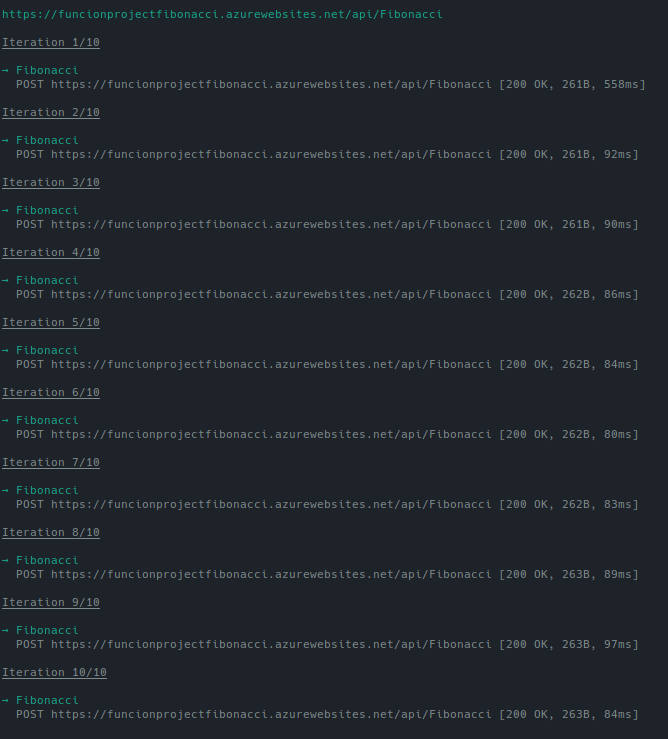 https://funcionprojectfibonacci.azurewebsites.net/api/Fibonacci
Iteration 1/10
→ Fibonacci
POST https://funcionprojectfibonacci.azurewebsites.net/api/Fibonacci [200 OK, 261B, 558ms]
Iteration 2/10
→ Fibonacci
POST https://funcionprojectfibonacci.azurewebsites.net/api/Fibonacci [200 OK, 261B, 92ms]
Iteration 3/10
→ Fibonacci
POST https://funcionprojectfibonacci.azurewebsites.net/api/Fibonacci [200 OK, 261B, 90ms]
Iteration 4/10
→ Fibonacci
POST https://funcionprojectfibonacci.azurewebsites.net/api/Fibonacci [200 OK, 262B, 86ms]
Iteration 5/10
→ Fibonacci
POST https://funcionprojectfibonacci.azurewebsites.net/api/Fibonacci [200 OK, 262B, 84ms]
Iteration 6/10
→ Fibonacci
POST https://funcionprojectfibonacci.azurewebsites.net/api/Fibonacci [200 OK, 262B, 80ms]
Iteration 7/10
→ Fibonacci
POST https://funcionprojectfibonacci.azurewebsites.net/api/Fibonacci [200 OK, 262B, 83ms]
Iteration 8/10
→ Fibonacci
POST https://funcionprojectfibonacci.azurewebsites.net/api/Fibonacci [200 OK, 263B, 89ms]
Iteration 9/10
→ Fibonacci
POST https://funcionprojectfibonacci.azurewebsites.net/api/Fibonacci [200 OK, 263B, 97ms]
Iteration 10/10
→ Fibonacci
POST https://funcionprojectfibonacci.azurewebsites.net/api/Fibonacci [200 OK, 263B, 84ms]